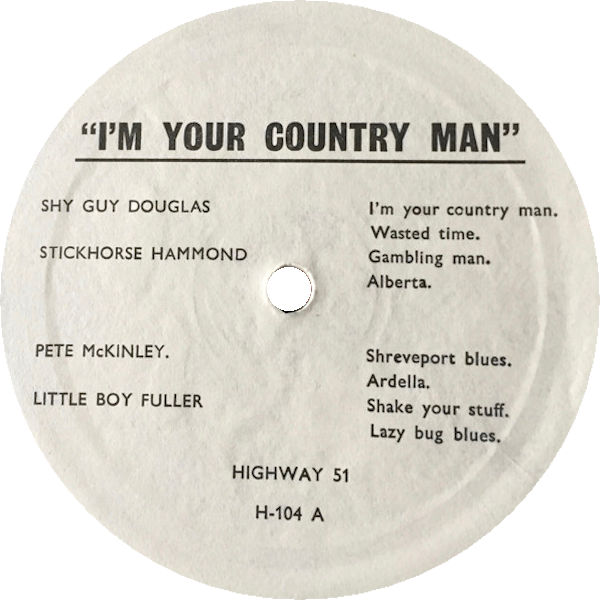 “I’M YOUR COUNTRY MAN”
SHY GUY DOUGLAS I’m your country man.
Wasted time.
STICKHORSE HAMMOND Gambling man.
Alberta.
PETE McKINLEY. Shreveport blues.
Ardella.
LITTLE BOY FULLER Shake your stuff.
Lazy bug blues.
HIGHWAY 51
H-104 A